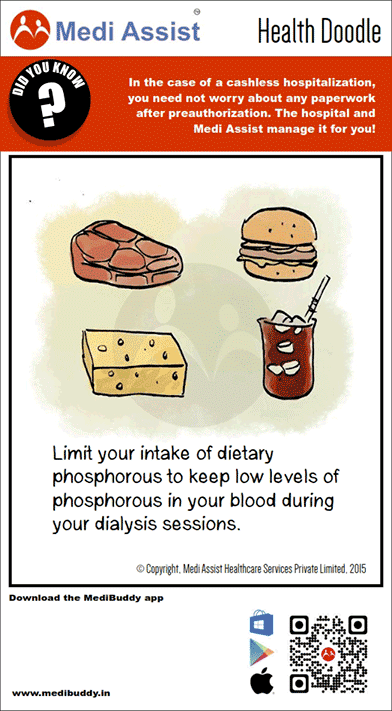 Medi Assist
TM
Health Doodle
DID YOU KNOW
?
In the case of a cashless hospitalization,
you need not worry about any paperwork
after preauthorization. The hospital and
Medi Assist manage it for you!
Limit your intake of dietary
phosphorous to keep low levels of
phosphorous in your blood during
your dialysis sessions.
© Copyright, Medi Assist Healthcare Services Private Limited, 2015
Download the MediBuddy app
www.medibuddy.in